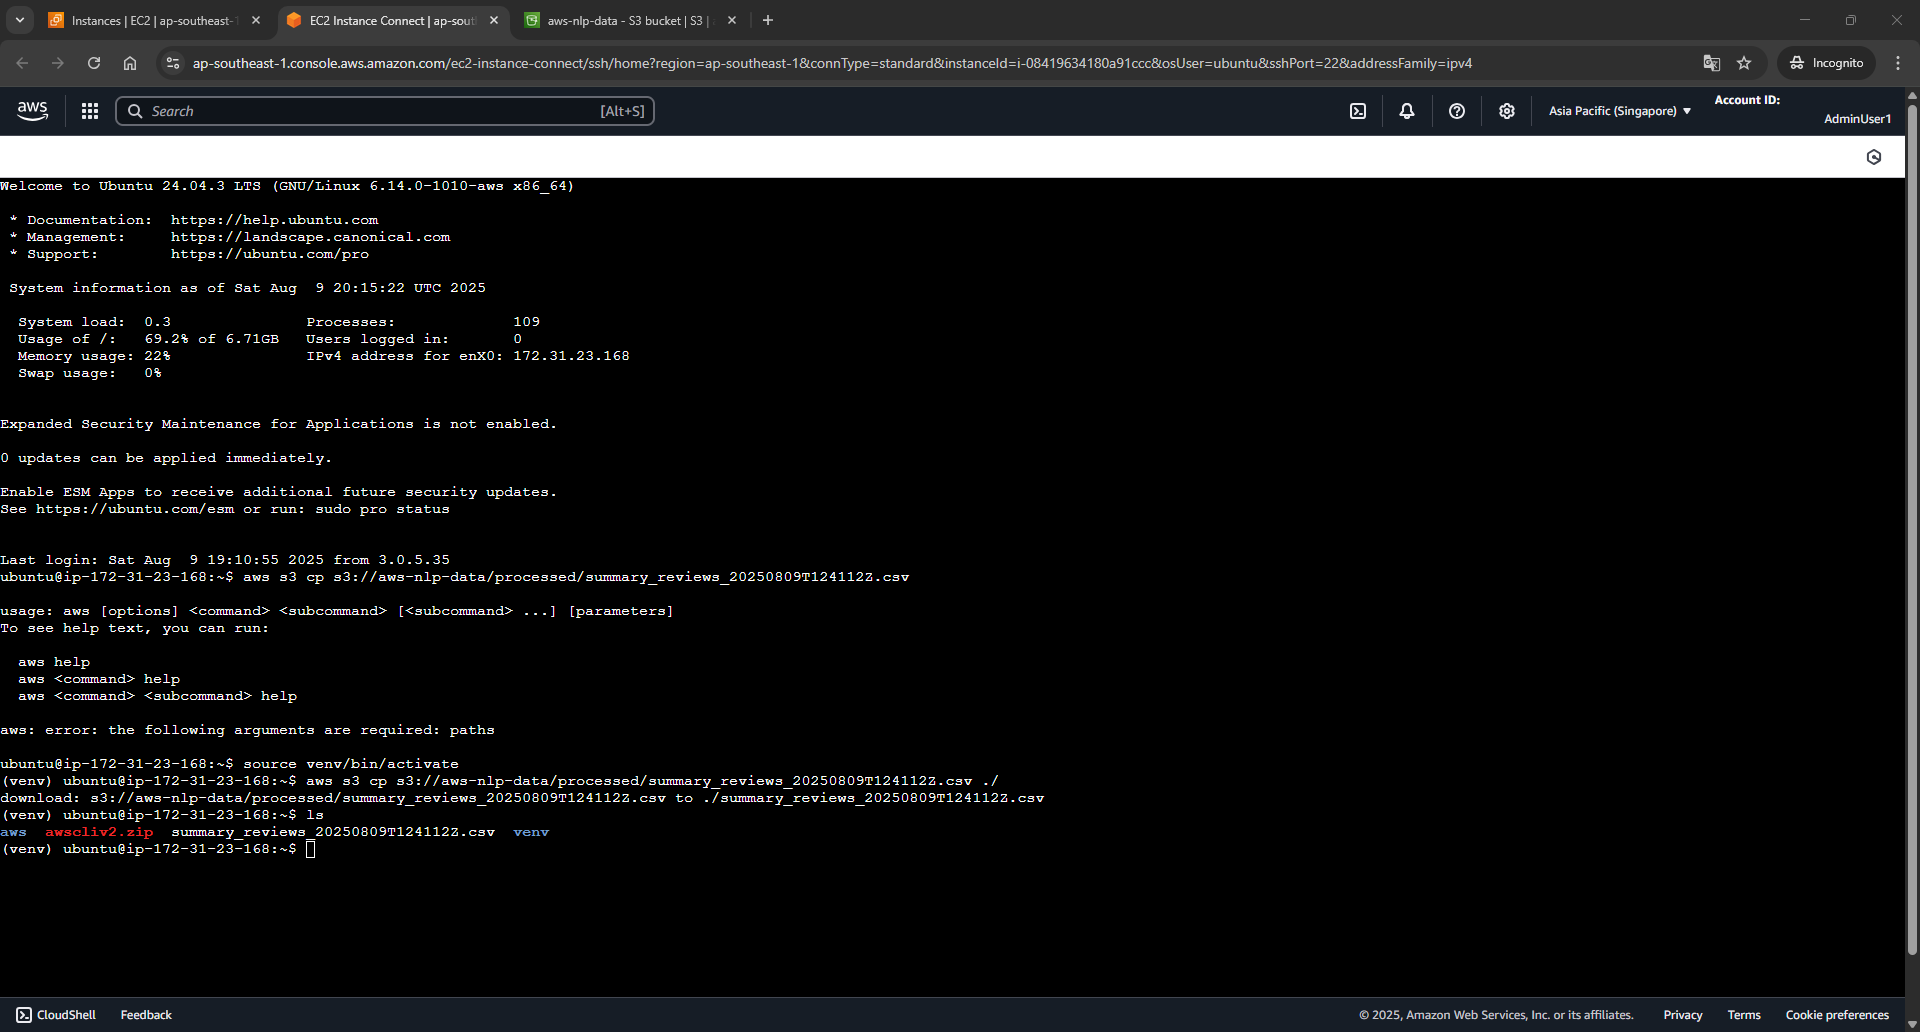 Instances | EC2 | ap-southeast-1
EC2 Instance Connect | ap-sout
aws-nlp-data - S3 bucket | S3 |
ap-southeast-1.console.aws.amazon.com/ec2-instance-connect/ssh/home?region=ap-southeast-1&connType=standard&instanceId=i-08419634180a91ccc&osUser=ubuntu&sshPort=22&addressFamily=ipv4
Incognito
aws
Search
[Alt+S]
Asia Pacific (Singapore)
Account ID:
AdminUser1
Welcome to Ubuntu 24.04.3 LTS (GNU/Linux 6.14.0-1010-aws x86_64)
* Documentation:  https://help.ubuntu.com
* Management:     https://landscape.canonical.com
* Support:        https://ubuntu.com/pro
System information as of Sat Aug  9 20:15:22 UTC 2025
System load:  0.3               Processes:             109
Usage of /:   69.2% of 6.71GB   Users logged in:       0
Memory usage: 22%               IPv4 address for enX0: 172.31.23.168
Swap usage:   0%
Expanded Security Maintenance for Applications is not enabled.
0 updates can be applied immediately.
Enable ESM Apps to receive additional future security updates.
See https://ubuntu.com/esm or run: sudo pro status
Last login: Sat Aug  9 19:10:55 2025 from 3.0.5.35
ubuntu@ip-172-31-23-168:~$ aws s3 cp s3://aws-nlp-data/processed/summary_reviews_20250809T124112Z.csv
usage: aws [options] <command> <subcommand> [<subcommand> ...] [parameters]
To see help text, you can run:
aws help
aws <command> help
aws <command> <subcommand> help
aws: error: the following arguments are required: paths
ubuntu@ip-172-31-23-168:~$ source venv/bin/activate
(venv) ubuntu@ip-172-31-23-168:~$ aws s3 cp s3://aws-nlp-data/processed/summary_reviews_20250809T124112Z.csv ./
download: s3://aws-nlp-data/processed/summary_reviews_20250809T124112Z.csv to ./summary_reviews_20250809T124112Z.csv
(venv) ubuntu@ip-172-31-23-168:~$ ls
aws  awscliv2.zip  summary_reviews_20250809T124112Z.csv  venv
(venv) ubuntu@ip-172-31-23-168:~$
CloudShell
Feedback
© 2025, Amazon Web Services, Inc. or its affiliates.
Privacy
Terms
Cookie preferences